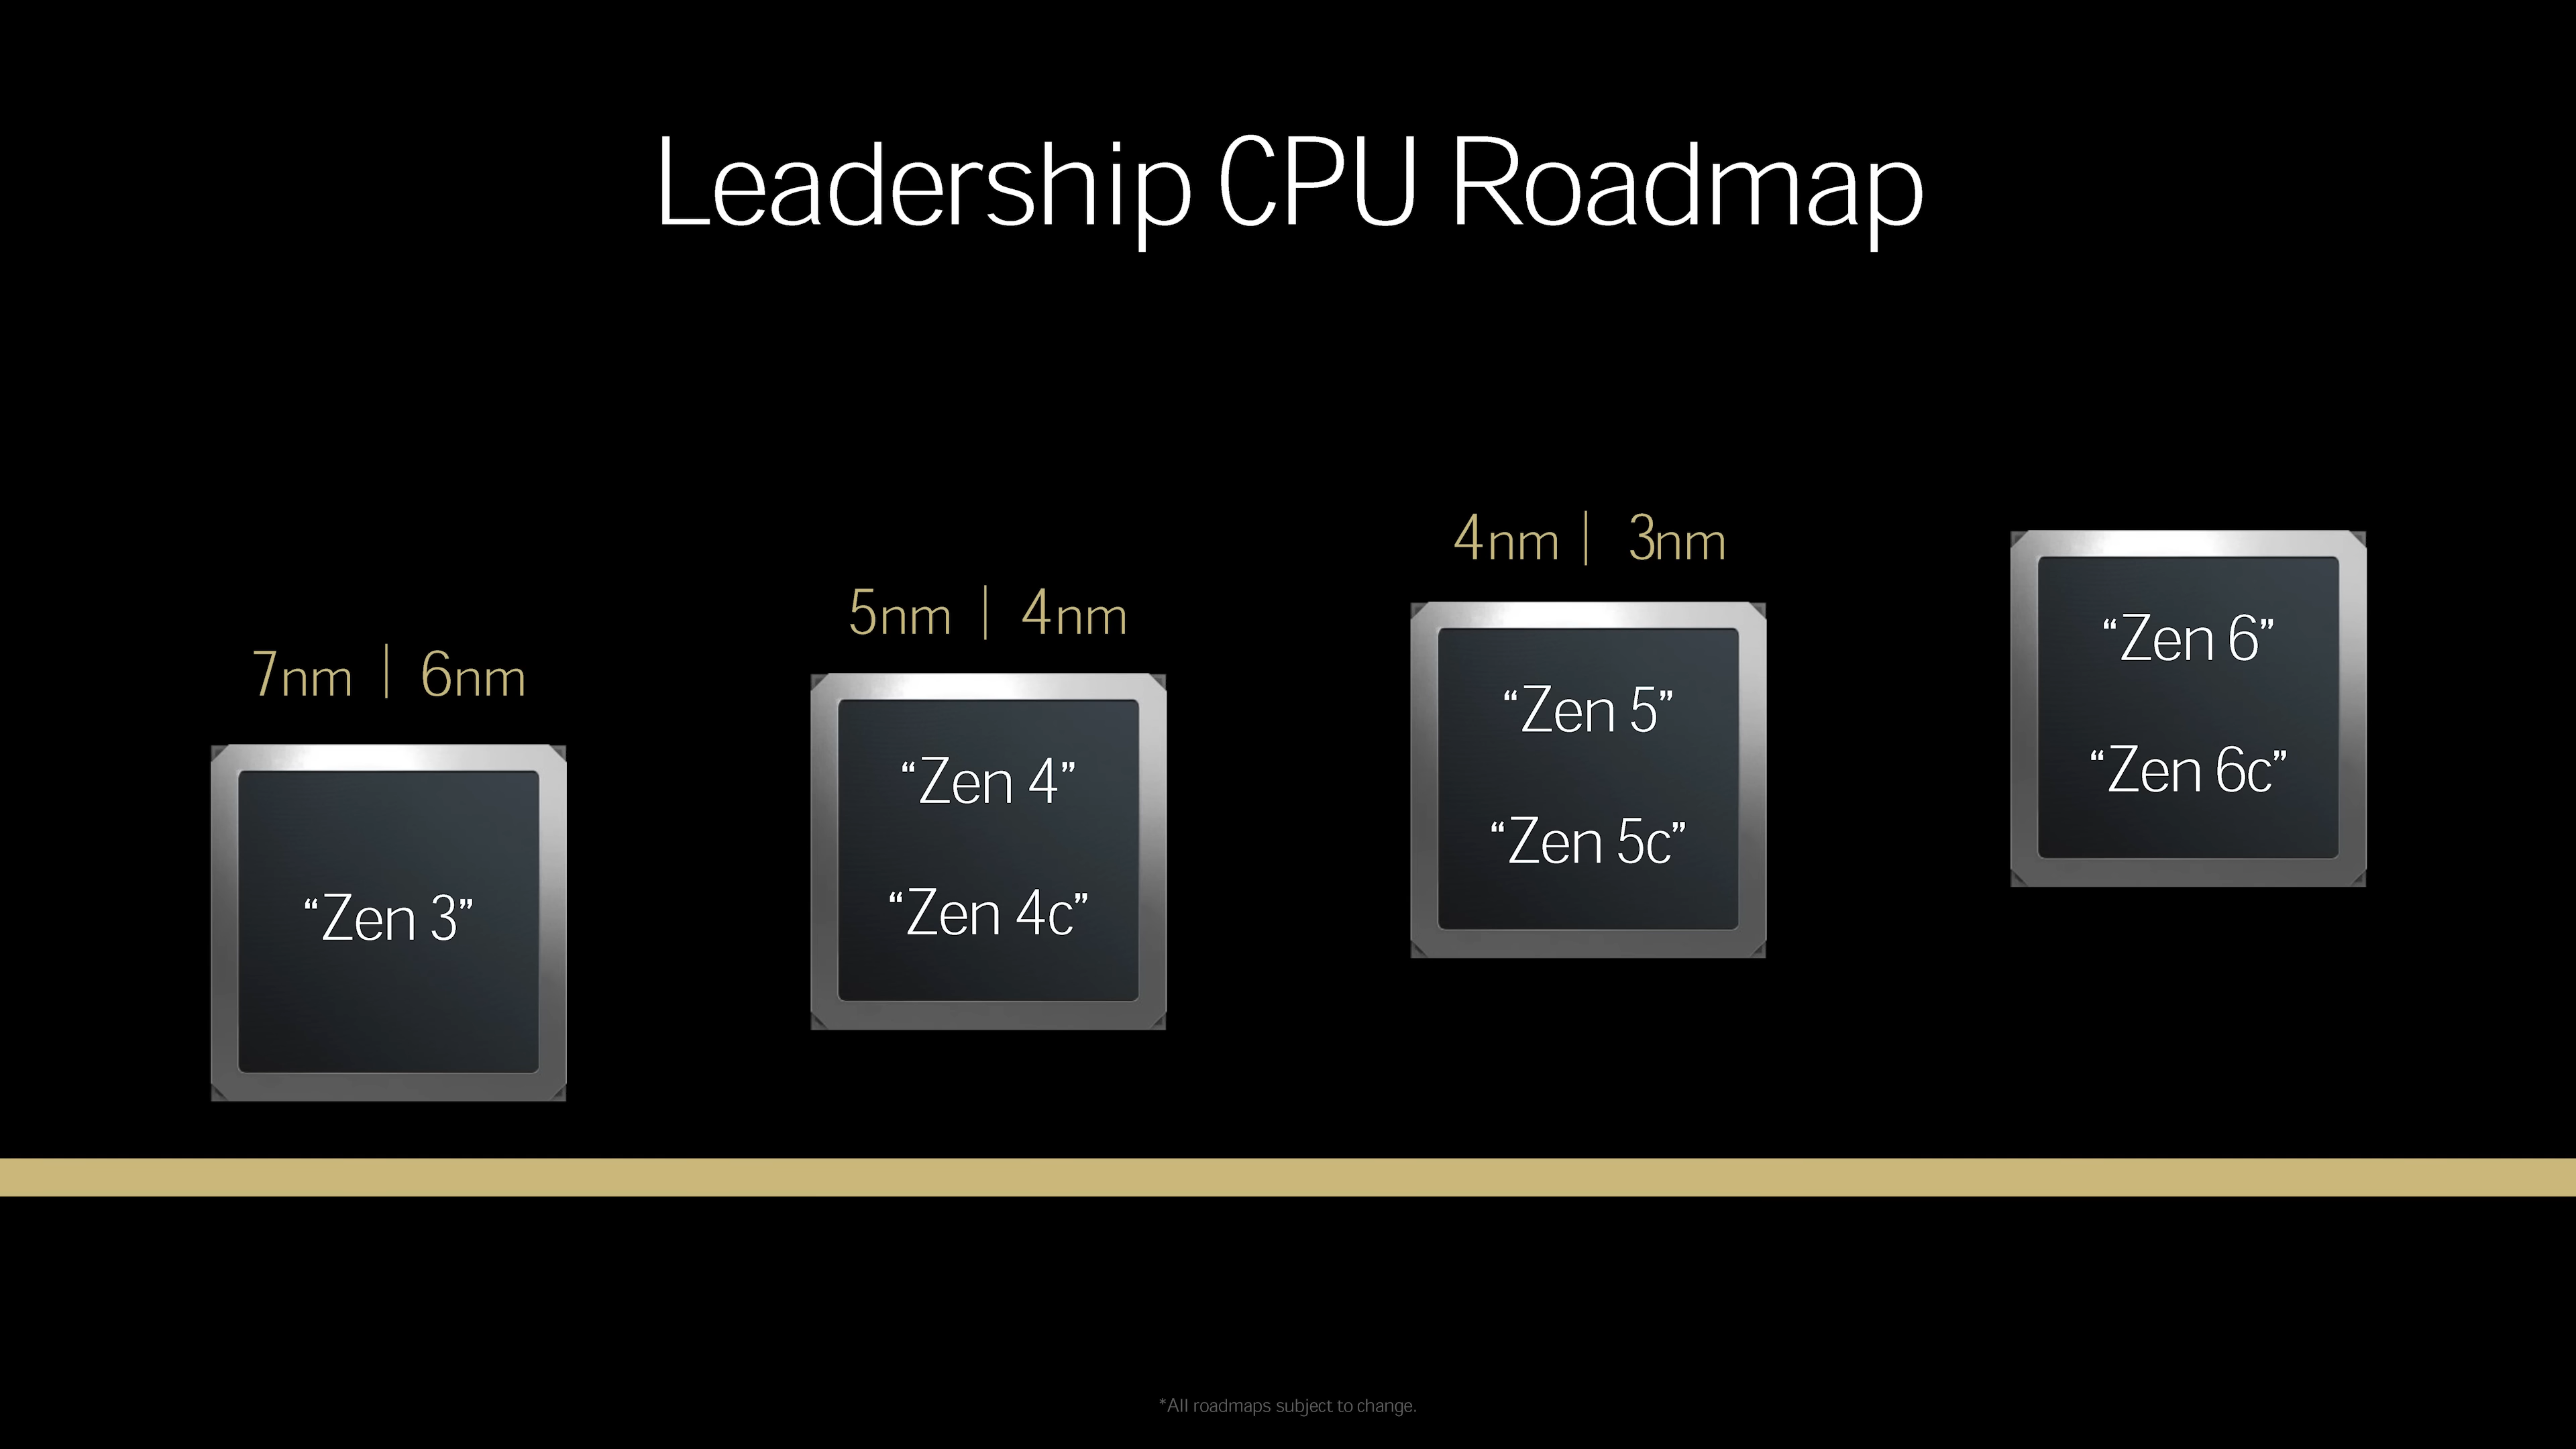 Leadership CPU Roadmap
7nm | 6nm
“Zen 3”
5nm | 4nm
“Zen 4”
“Zen 4c”
4nm | 3nm
“Zen 5”
“Zen 5c”
“Zen 6”
“Zen 6c”
*All roadmaps subject to change.